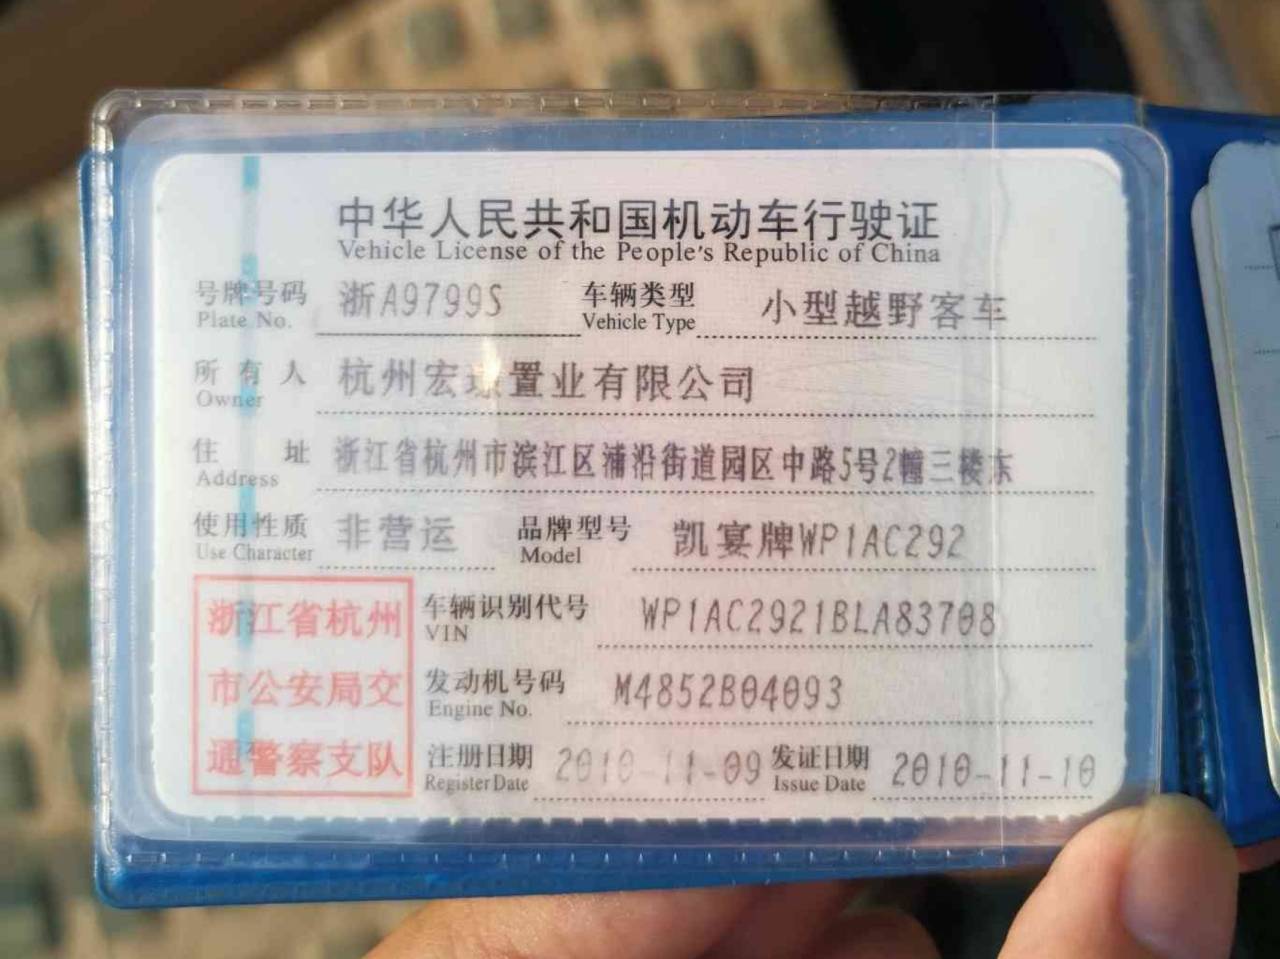 中华人民共和国机动车行驶证
Vehicle License of the People's Republic of China
号牌号码 浙A9799S 车辆类型 小型越野客车
Plate No. Vehicle Type
所有人 杭州宏 置业有限公司
Owner
住址 浙江省杭州市滨江区浦沿街道园区中路5号2幢三楼东
Address
使用性质 非营运 品牌型号 凯宴牌WP1AC292
Use Character Model
浙江省杭州
市公安局交
通警察支队
车辆识别代号 WP1AC2921BLA83708
VIN
发动机号码 M4852B04093
Engine No.
注册日期 2010-11-09 发证日期 2010-11-10
Register Date Issue Date